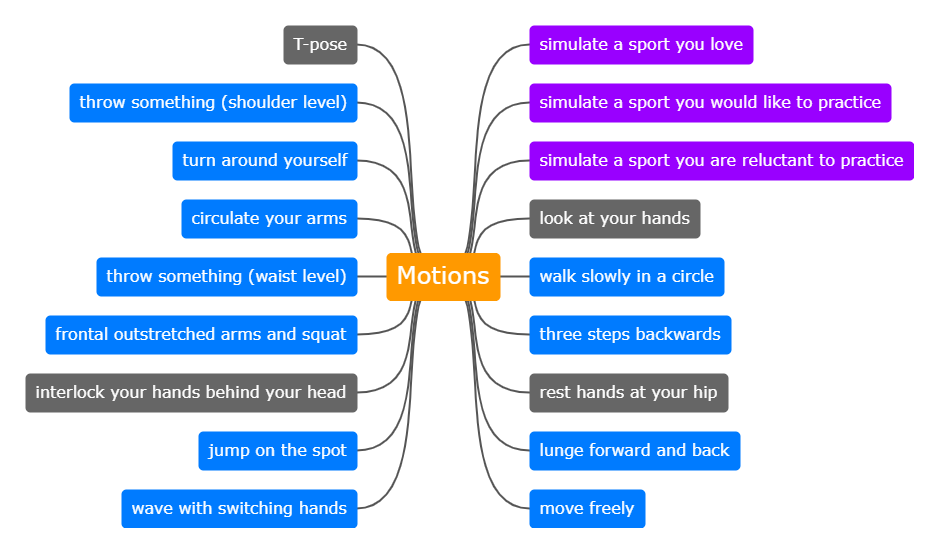 T-pose
throw something (shoulder level)
turn around yourself
circulate your arms
throw something (waist level)
frontal outstretched arms and squat
interlock your hands behind your head
jump on the spot
wave with switching hands
Motions
simulate a sport you love
simulate a sport you would like to practice
simulate a sport you are reluctant to practice
look at your hands
walk slowly in a circle
three steps backwards
rest hands at your hip
lunge forward and back
move freely